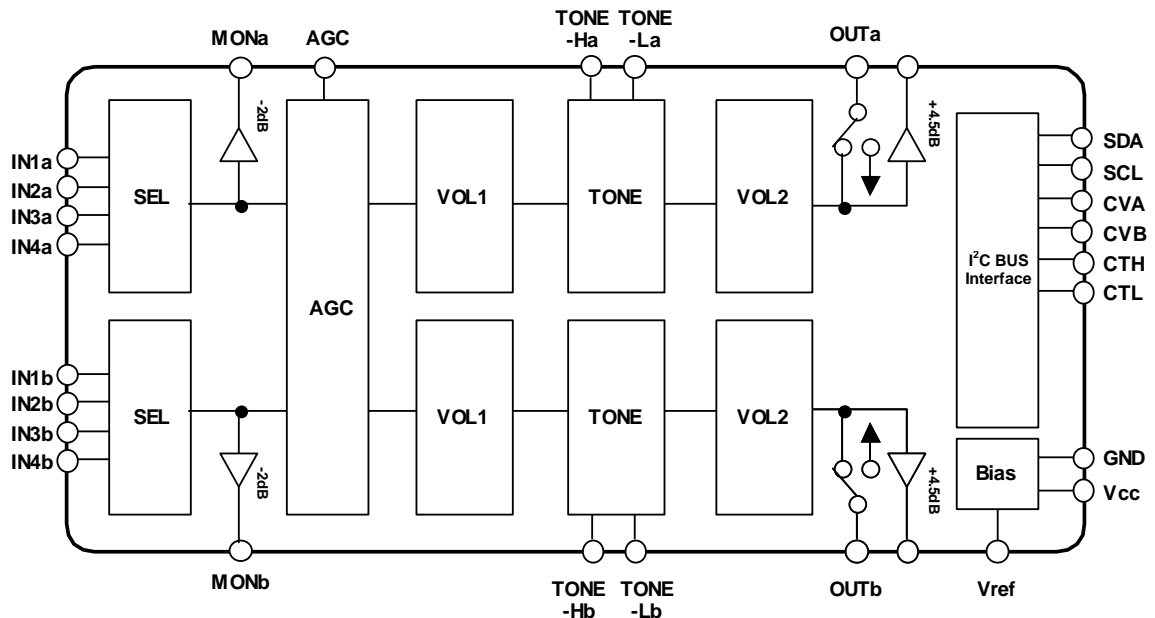 TONE
-Ha
TONE
-La
MONa
AGC
OUTa
-2dB
+4.5dB
IN1a
IN2a
IN3a
IN4a
SEL
VOL1
TONE
VOL2
AGC
I²C BUS
Interface
SDA
SCL
CVA
CVB
CTH
CTL
IN1b
IN2b
IN3b
IN4b
SEL
VOL1
TONE
VOL2
-2dB
+4.5dB
Bias
GND
Vcc
MONb
TONE
-Hb
TONE
-Lb
OUTb
Vref